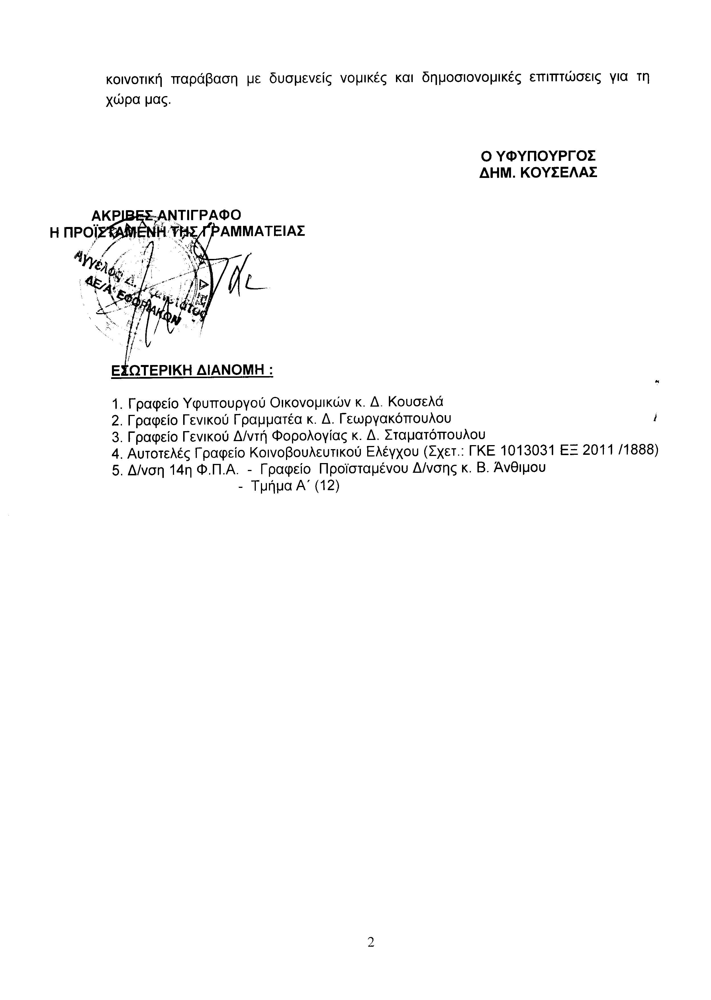 κοινοτική παράβαση με δυσμενείς νομικές και δημοσιονομικές επιπτώσεις για τη
χώρα μας.
Ο ΥΦΥΠΟΥΡΓΟΣ
ΔΗΜ. ΚΟΥΣΕΛΑΣ
ΑΚΡΙΒΕΣ ΑΝΤΙΓΡΑΦΟ
Η ΠΡΟΪΣΤΑΜΕΝΗ ΤΗΣ ΓΡΑΜΜΑΤΕΙΑΣ
Άγγελος Δ.
ΔΕ/Α' ΕΦΟΡΙΑΚΩΝ
ΕΣΩΤΕΡΙΚΗ ΔΙΑΝΟΜΗ :
1. Γραφείο Υφυπουργού Οικονομικών κ. Δ. Κουσελά
2. Γραφείο Γενικού Γραμματέα κ. Δ. Γεωργακόπουλου
3. Γραφείο Γενικού Δ/ντή Φορολογίας κ. Δ. Σταματόπουλου
4. Αυτοτελές Γραφείο Κοινοβουλευτικού Ελέγχου (Σχετ.: ΓΚΕ 1013031 ΕΞ 2011 /1888)
5. Δ/νση 14η Φ.Π.Α. - Γραφείο Προϊσταμένου Δ/νσης κ. Β. Άνθιμου
- Τμήμα Α΄ (12)
2